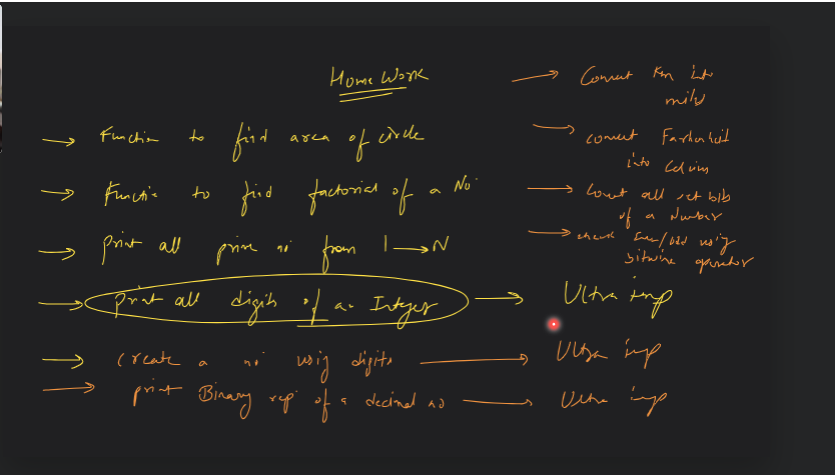 Home Work
→ Function to find area of circle
→ Function to find factorial of a No
→ print all prime no from 1 → N
→ print all digits of an Integer → Ultra imp
→ create a no using digits → Ultra imp
→ print Binary rep of a decimal no → Ultra imp
→ Convert Km into
→ convert
into
→ Count all set bits
of a Number
→ check Even/odd using
bitwise operator